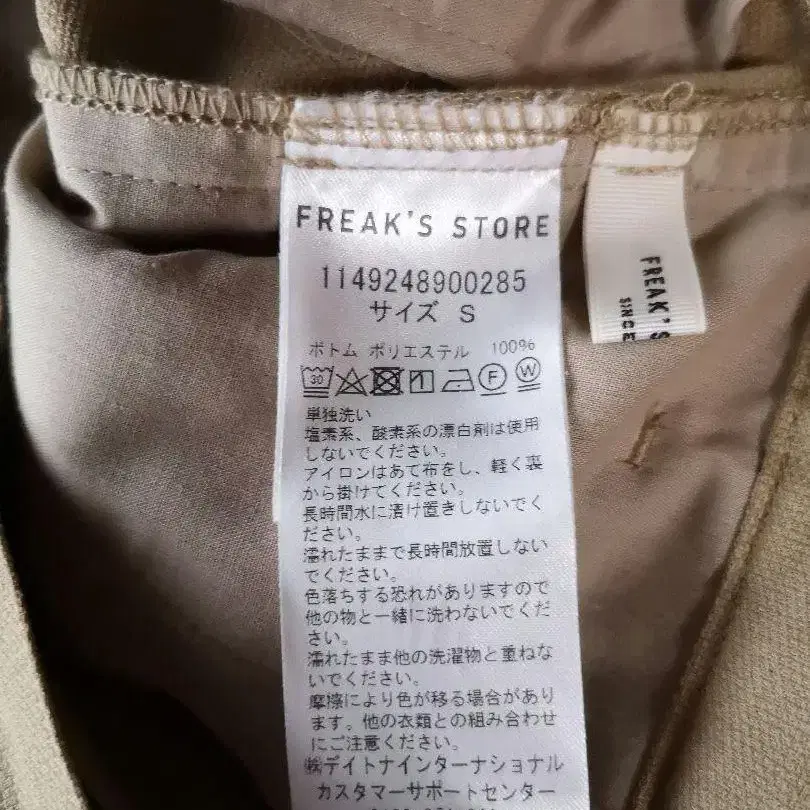 FREAK'S STORE
1149248900285
サイズ S
ボトム ポリエステル 100%
30 F W
単独洗い
塩素系、酸素系の漂白剤は使用
しないでください。
アイロンはあて布をし、軽く裏
から掛けてください。
長時間水に漬け置きしないでく
ださい。
濡れたままで長時間放置しない
でください。
色落ちする恐れがありますので
他の物と一緒に洗わないでくだ
さい。
濡れたまま他の洗濯物と重ねな
いでください。
摩擦により色が移る場合があり
ます。他の衣類との組み合わせ
にご注意ください。
㈱デイトナインターナショナル
カスタマーサポートセンター
FREAK'S
SINCE